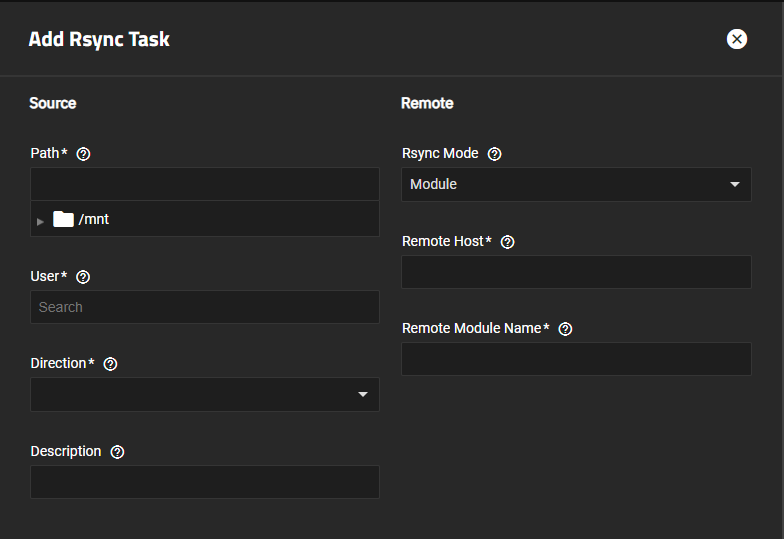 Add Rsync Task
Source
Path*
/mnt
User*
Search
Direction*
Description
Remote
Rsync Mode
Module
Remote Host*
Remote Module Name*